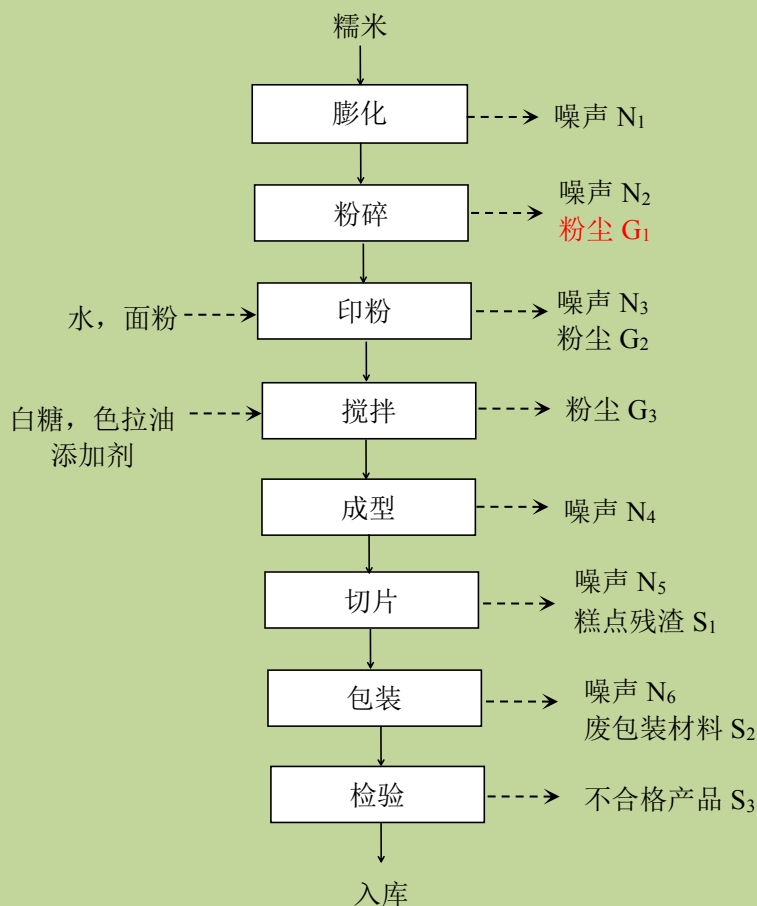 糯米
膨化
噪声 N₁
粉碎
噪声 N₂
粉尘 G₁
水，面粉
印粉
噪声 N₃
粉尘 G₂
白糖，色拉油
添加剂
搅拌
粉尘 G₃
成型
噪声 N₄
切片
噪声 N₅
糕点残渣 S₁
包装
噪声 N₆
废包装材料 S₂
检验
不合格产品 S₃
入库